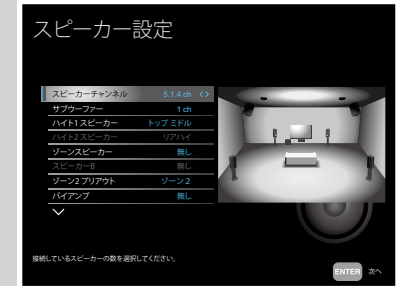 スピーカー設定
スピーカーチャンネル 5.1.4 ch
サブウーファー 1 ch
ハイト1 スピーカー トップ ミドル
ハイト2 スピーカー リアハイ
ゾーンスピーカー 無し
スピーカーB 無し
ゾーン2 プリアウト ゾーン 2
バイアンプ 無し
接続しているスピーカーの数を選択してください。
ENTER 次へ